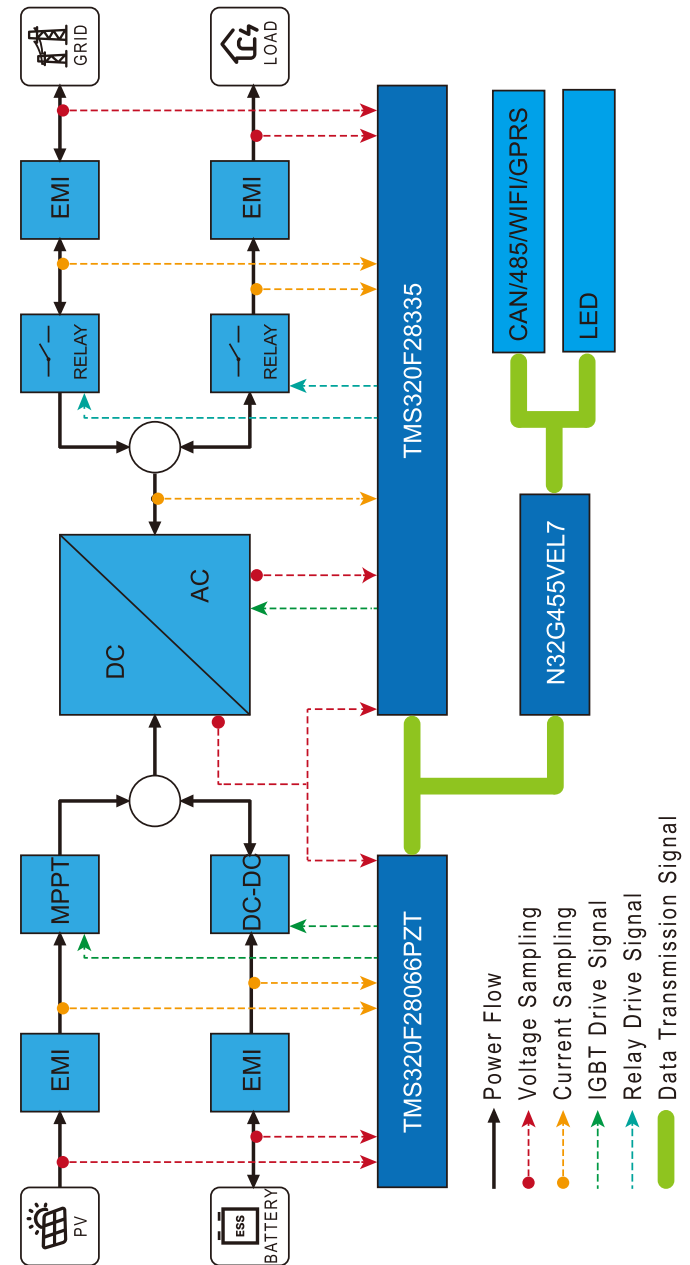 PV
EMI
MPPT
DC
AC
RELAY
EMI
GRID
ESS
BATTERY
EMI
DC-DC
RELAY
EMI
LOAD
TMS320F28066PZT
TMS320F28335
N32G455VEL7
CAN/485/WIFI/GPRS
LED
Power Flow
Voltage Sampling
Current Sampling
IGBT Drive Signal
Relay Drive Signal
Data Transmission Signal